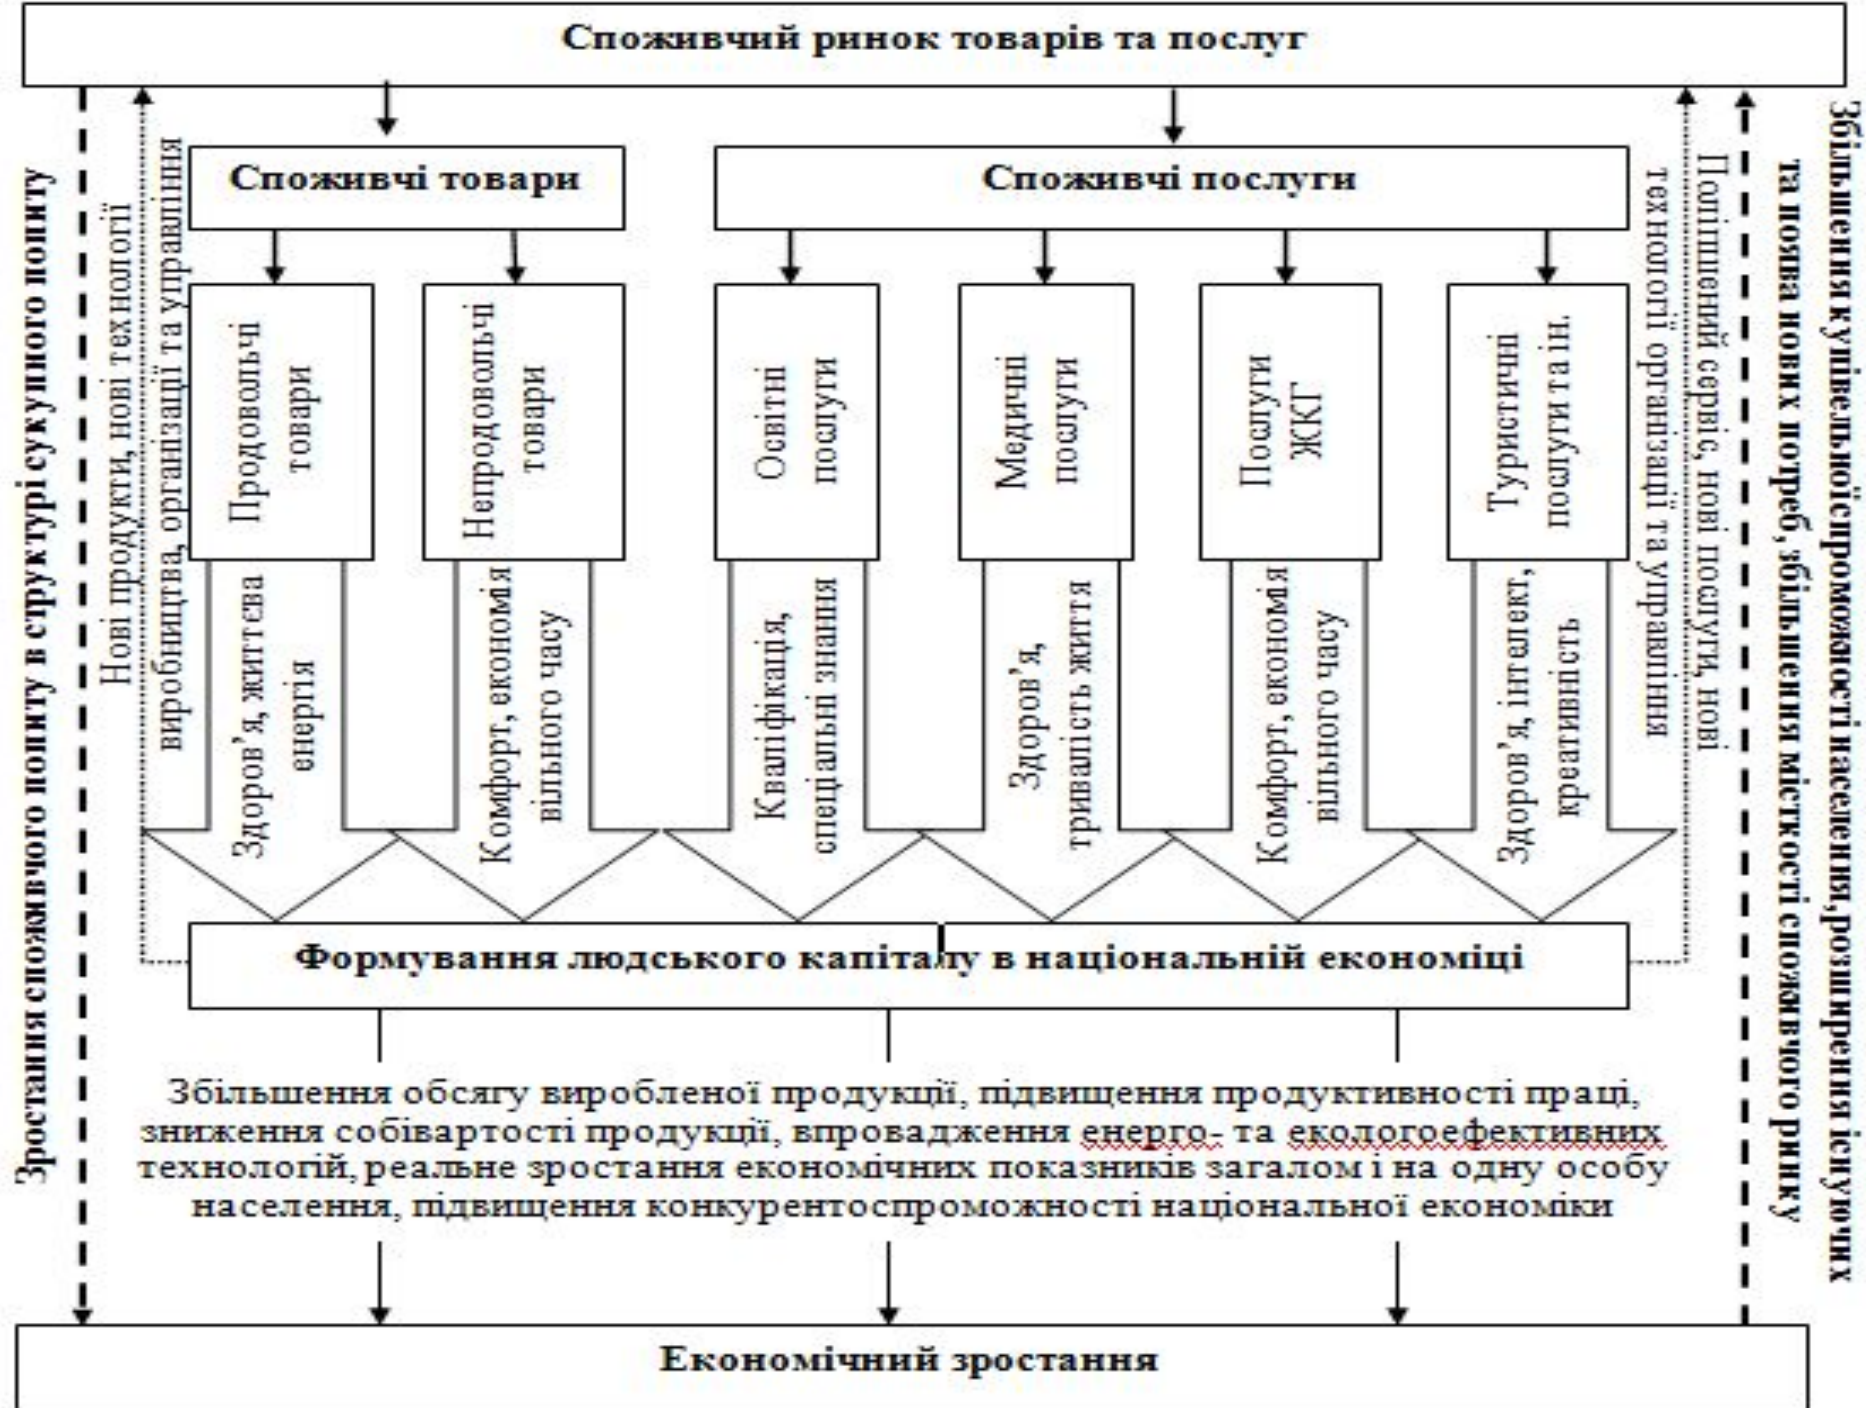 Споживчий ринок товарів та послуг
Споживчі товари
Споживчі послуги
Продовольчі
товари
Непродовольчі
товари
Освітні
послуги
Медичні
послуги
Послуги
ЖКГ
Туристичні
послуги та ін.
Здоров’я, життєва
енергія
Комфорт, економія
вільного часу
Кваліфікація,
спеціальні знання
Здоров’я,
тривалість життя
Комфорт, економія
вільного часу
Здоров’я, інтелект,
креативність
Зростання споживчого попиту в структурі сукупного попиту
Нові продукти, нові технології
виробництва, організації та управління
Поліпшений сервіс, нові послуги, нові
технології організації та управління
Збільшення купівельної спроможності населення, розширення існуючих
та поява нових потреб, збільшення місткості споживчого ринку
Формування людського капіталу в національній економіці
Збільшення обсягу виробленої продукції, підвищення продуктивності праці,
зниження собівартості продукції, впровадження енерго- та екологоефективних
технологій, реальне зростання економічних показників загалом і на одну особу
населення, підвищення конкурентоспроможності національної економіки
Економічний зростання